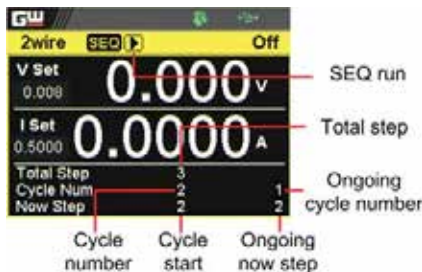 GW
2wire SEQ Off
V Set
0.008
0.000 V
I Set
0.5000
0.0000 A
Total Step 3
Cycle Num 2 1
Now Step 2 2
SEQ run
Total step
Ongoing
cycle number
Cycle
number
Cycle
start
Ongoing
now step